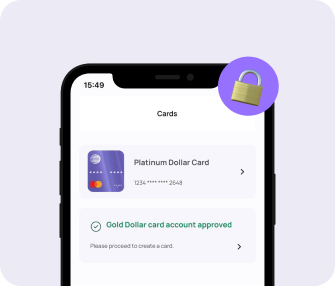 15:49
Cards
Platinum Dollar Card
1234 **** **** 2648
Gold Dollar card account approved
Please proceed to create a card.